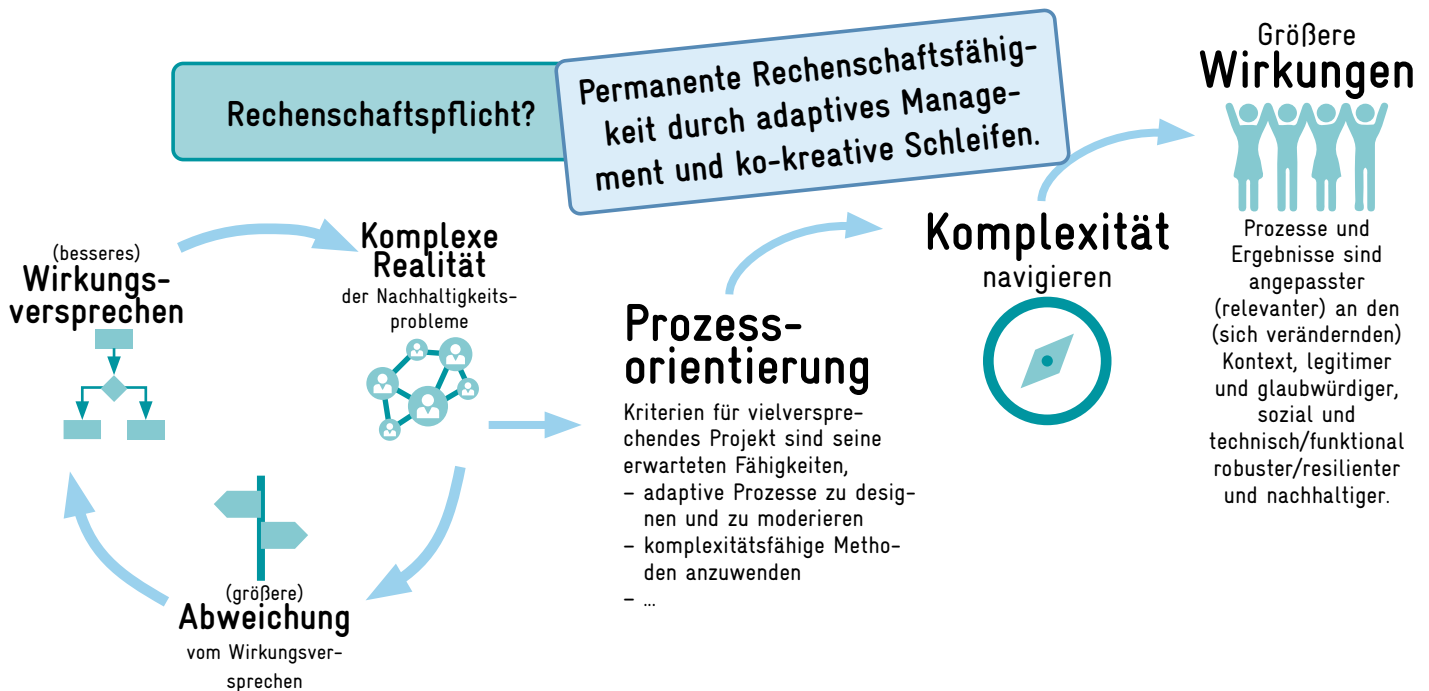 Rechenschaftspflicht?
Permanente Rechenschaftsfähig-
keit durch adaptives Manage-
ment und ko-kreative Schleifen.
(besseres)
Wirkungs-
versprechen
Komplexe
Realität
der Nachhaltigkeits-
probleme
(größere)
Abweichung
vom Wirkungsver-
sprechen
Prozess-
orientierung
Kriterien für vielverspre-
chendes Projekt sind seine
erwarteten Fähigkeiten,
– adaptive Prozesse zu desig-
nen und zu moderieren
– komplexitätsfähige Metho-
den anzuwenden
– …
Komplexität
navigieren
Größere
Wirkungen
Prozesse und
Ergebnisse sind
angepasster
(relevanter) an den
(sich verändernden)
Kontext, legitimer
und glaubwürdiger,
sozial und
technisch/funktional
robuster/resilienter
und nachhaltiger.